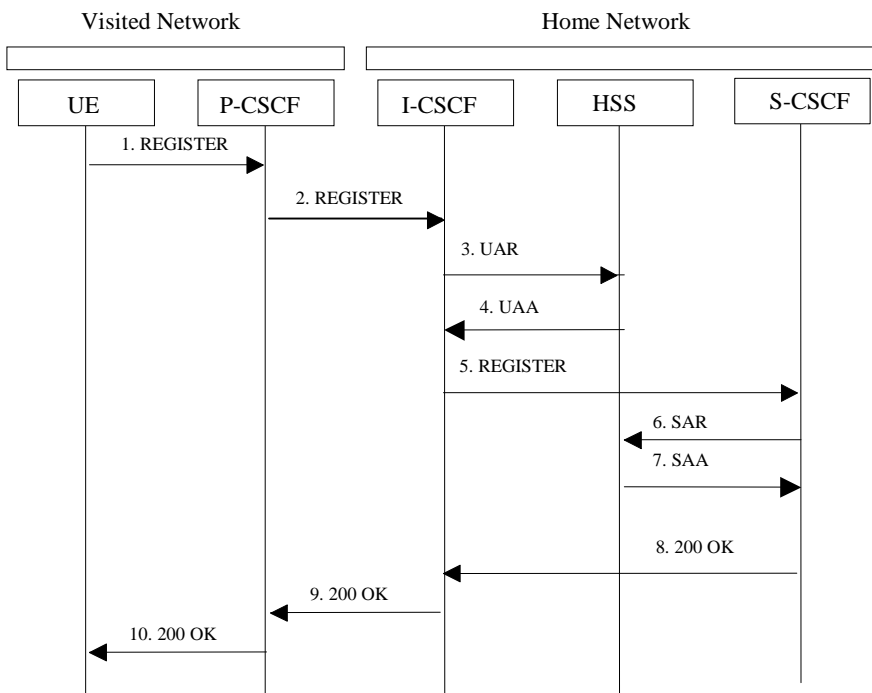 Visited Network
Home Network
UE
P-CSCF
I-CSCF
HSS
S-CSCF
1. REGISTER
2. REGISTER
3. UAR
4. UAA
5. REGISTER
6. SAR
7. SAA
8. 200 OK
9. 200 OK
10. 200 OK